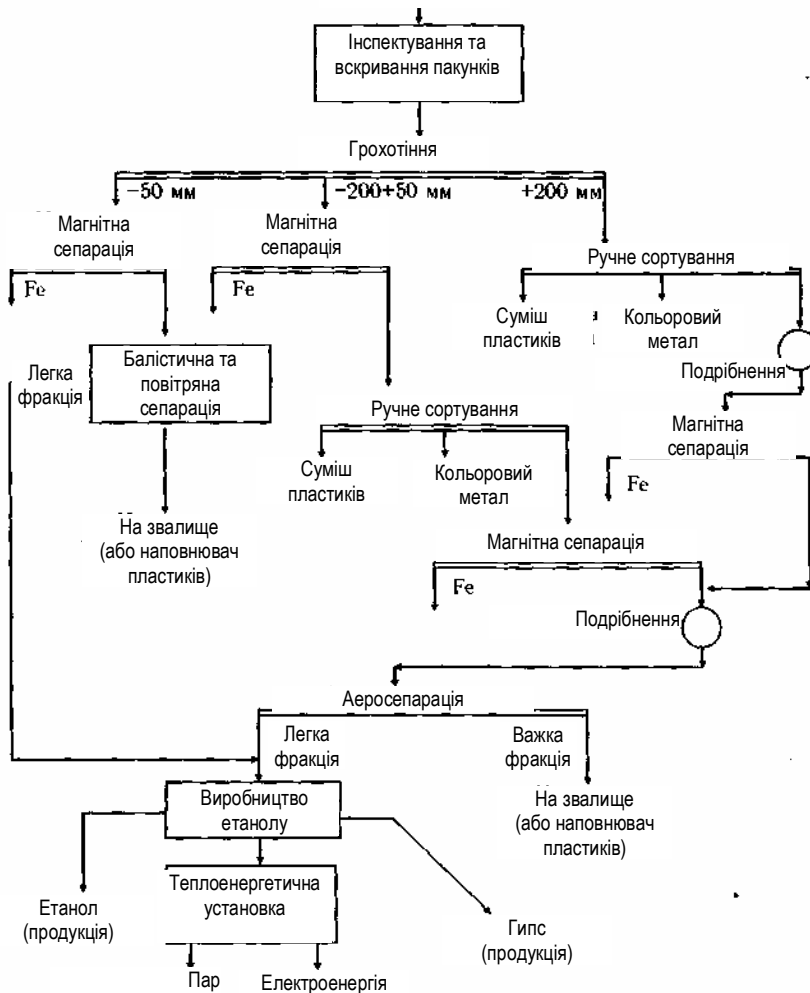 Інспектування та
вскривання пакунків
Грохотіння
−50 мм
−200+50 мм
+200 мм
Магнітна
сепарація
Магнітна
сепарація
Ручне сортування
Fe
Fe
Суміш
пластиків
Кольоровий
метал
Подрібнення
Легка
фракція
Балістична та
повітряна
сепарація
Ручне сортування
Магнітна
сепарація
Суміш
пластиків
Кольоровий
метал
Fe
На звалище
(або наповнювач
пластиків)
Магнітна сепарація
Fe
Подрібнення
Аеросепарація
Легка
фракція
Важка
фракція
Виробництво
етанолу
На звалище
(або наповнювач
пластиків)
Теплоенергетична
установка
Етанол
(продукція)
Гипс
(продукція)
Пар
Електроенергія